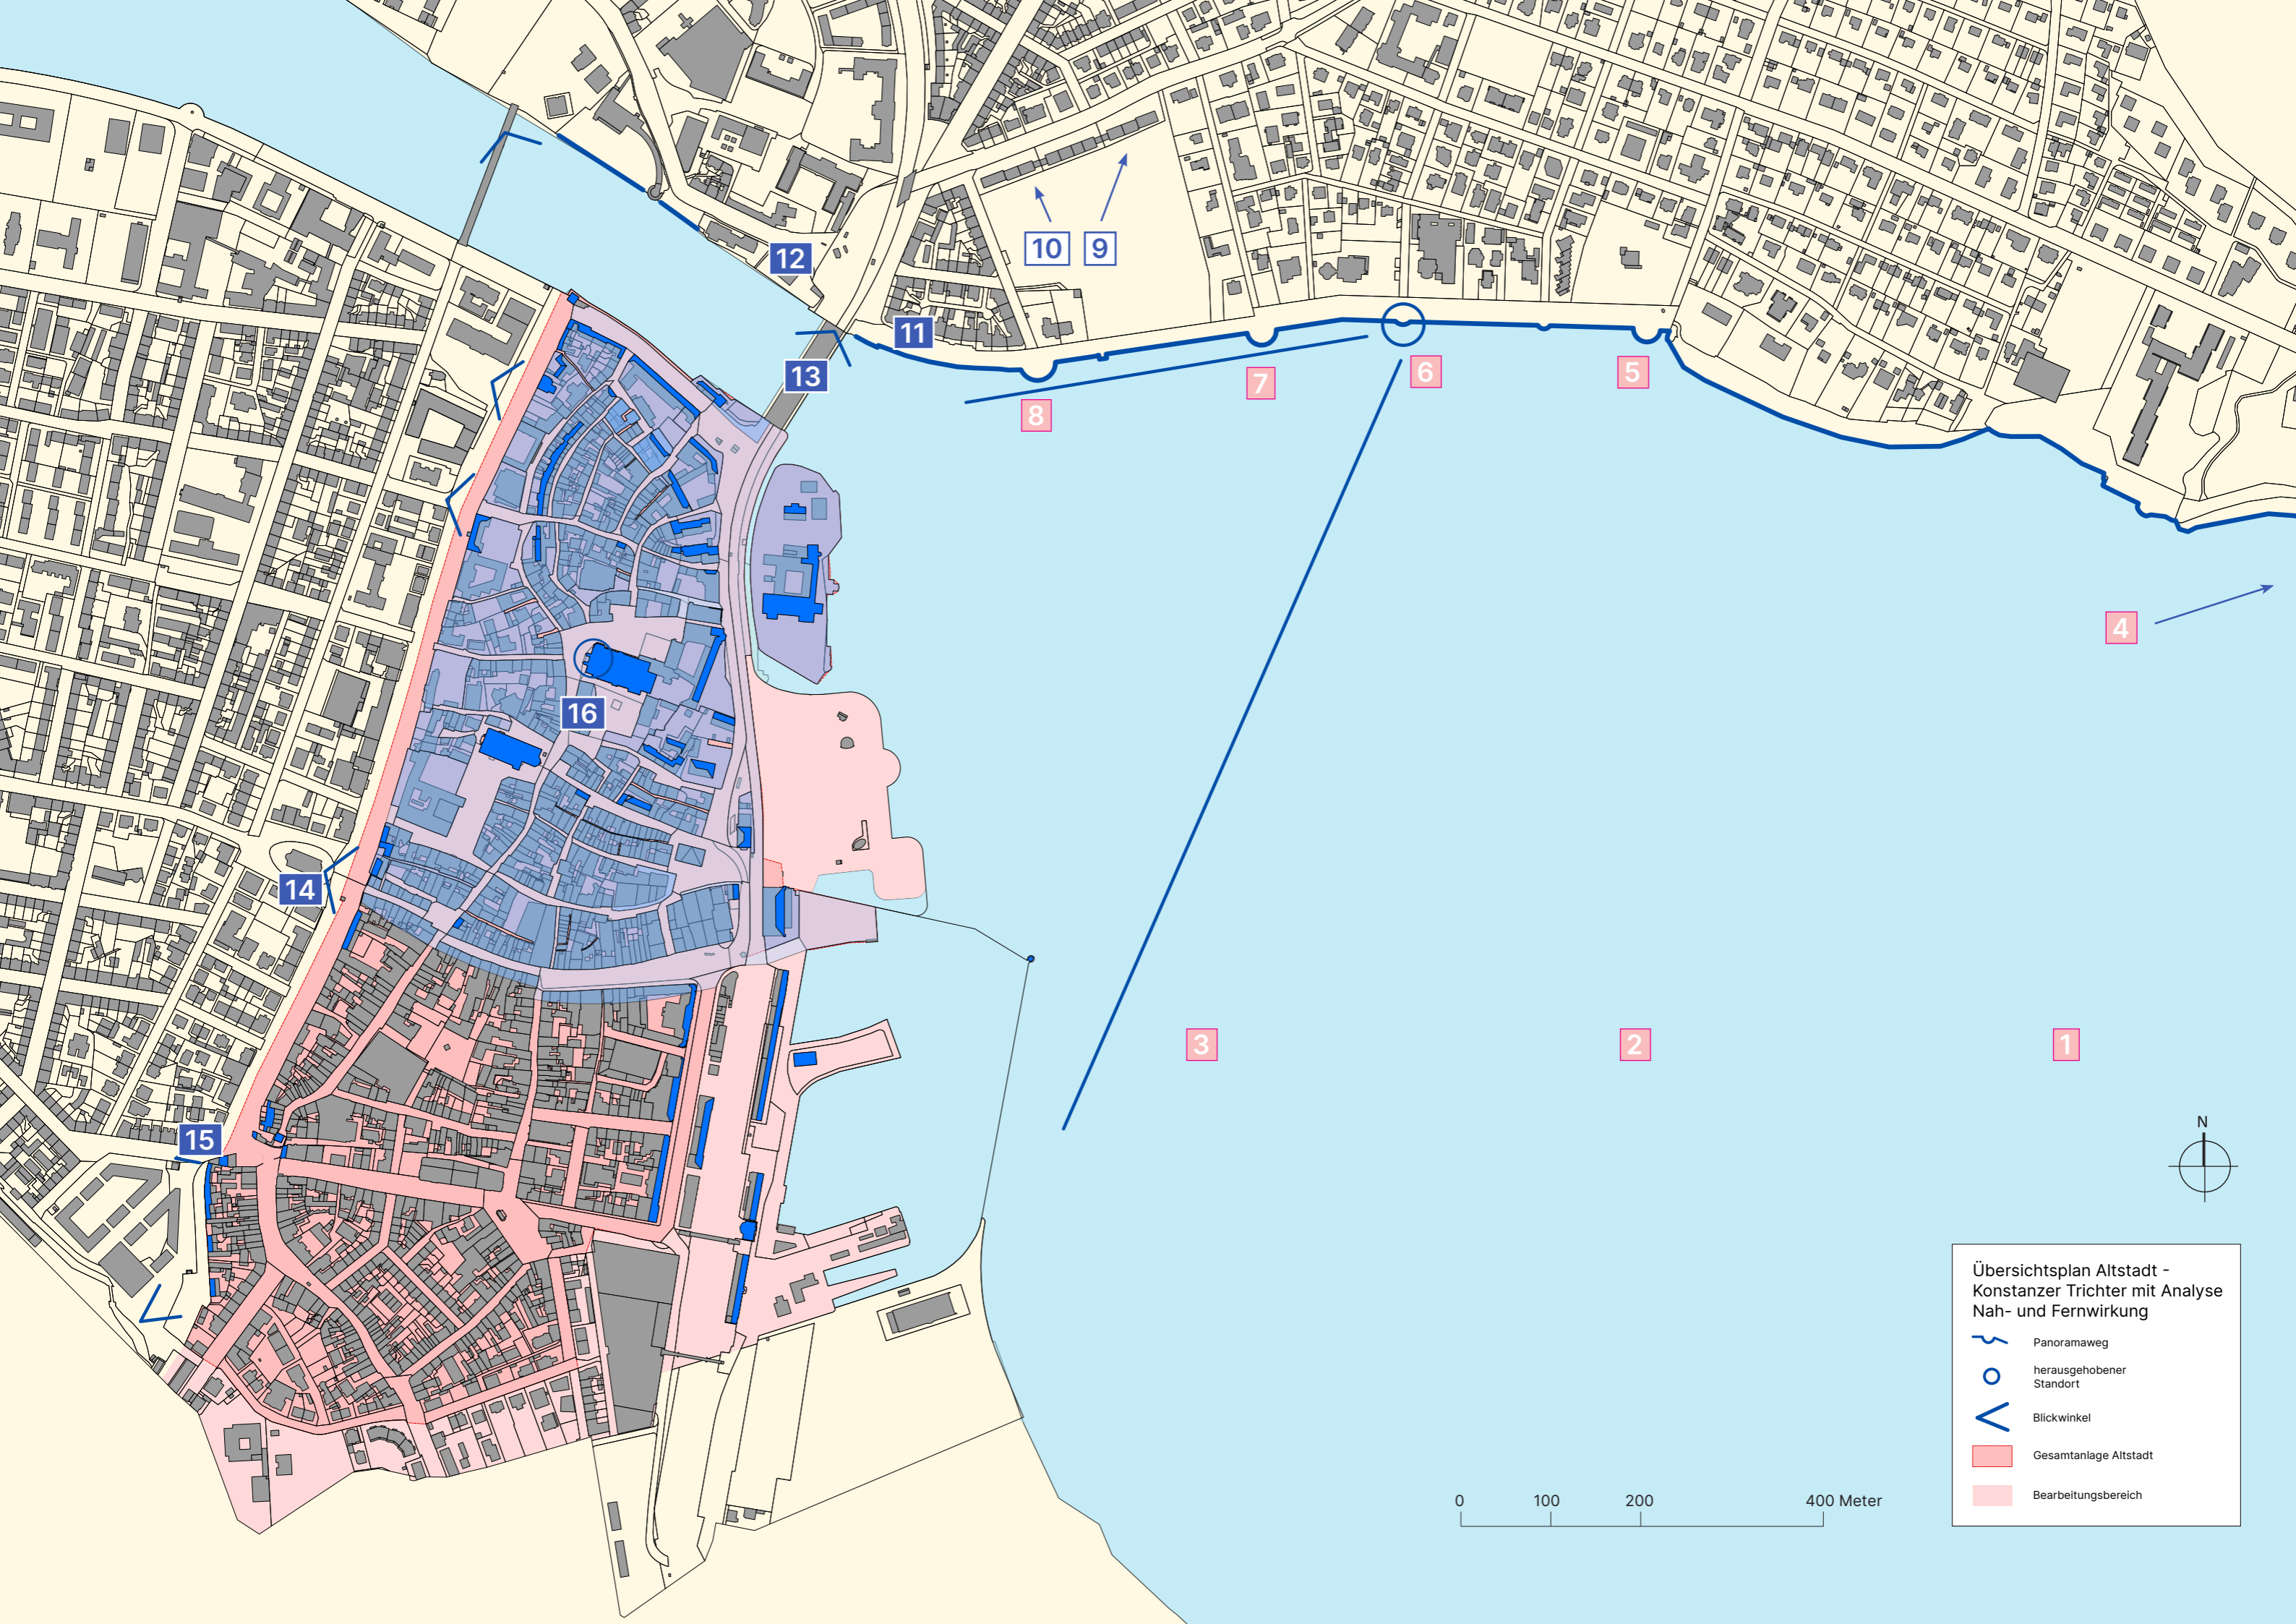 12
10
9
11
13
8
7
6
5
4
16
14
3
2
1
15
N
Übersichtsplan Altstadt -
Konstanzer Trichter mit Analyse
Nah- und Fernwirkung
Panoramaweg
herausgehobener
Standort
Blickwinkel
Gesamtanlage Altstadt
Bearbeitungsbereich
0 100 200 400 Meter